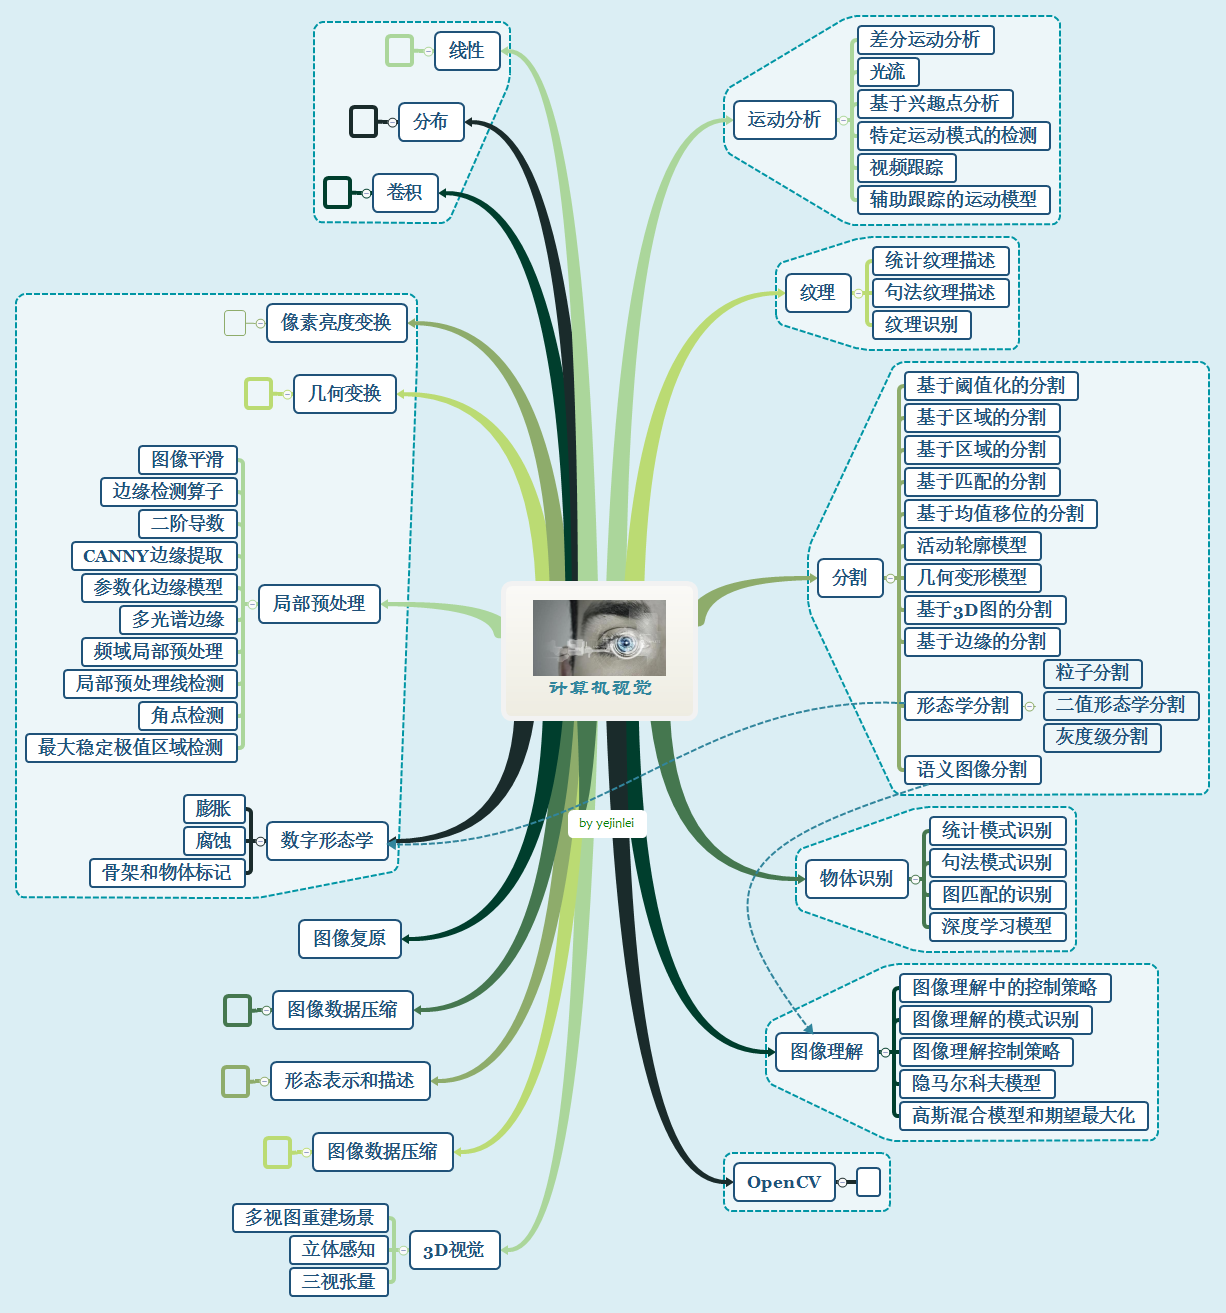 线性
分布
卷积
像素亮度变换
几何变换
图像平滑
边缘检测算子
二阶导数
CANNY边缘提取
参数化边缘模型
多光谱边缘
频域局部预处理
局部预处理线检测
角点检测
最大稳定极值区域检测
局部预处理
膨胀
腐蚀
骨架和物体标记
数字形态学
图像复原
图像数据压缩
形态表示和描述
图像数据压缩
多视图重建场景
立体感知
三视张量
3D视觉
计算机视觉
by yejinlei
运动分析
差分运动分析
光流
基于兴趣点分析
特定运动模式的检测
视频跟踪
辅助跟踪的运动模型
纹理
统计纹理描述
句法纹理描述
纹理识别
分割
基于阈值化的分割
基于区域的分割
基于区域的分割
基于匹配的分割
基于均值移位的分割
活动轮廓模型
几何变形模型
基于3D图的分割
基于边缘的分割
形态学分割
粒子分割
二值形态学分割
灰度级分割
语义图像分割
物体识别
统计模式识别
句法模式识别
图匹配的识别
深度学习模型
图像理解
图像理解中的控制策略
图像理解的模式识别
图像理解控制策略
隐马尔科夫模型
高斯混合模型和期望最大化
OpenCV